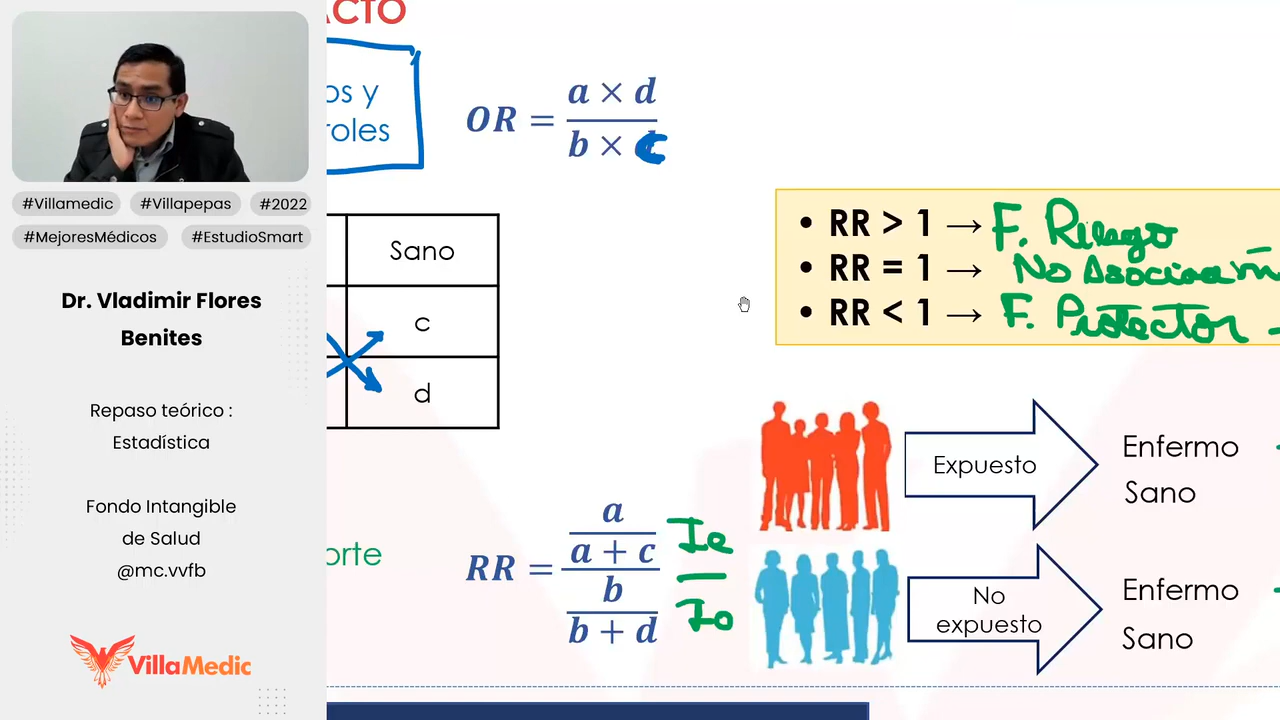 ACTO
os y
roles
OR = a × d
b × c
Sano
c
d
• RR > 1 → F. Riesgo
• RR = 1 → No Asociación
• RR < 1 → F. Protector -
Expuesto
Enfermo
Sano
orte
RR = a
a + c
b
b + d
Ie
Io
No
expuesto
Enfermo
Sano
#Villamedic
#Villapepas
#2022
#MejoresMédicos
#EstudioSmart
Dr. Vladimir Flores
Benites
Repaso teórico :
Estadística
Fondo Intangible
de Salud
@mc.vvfb
VillaMedic